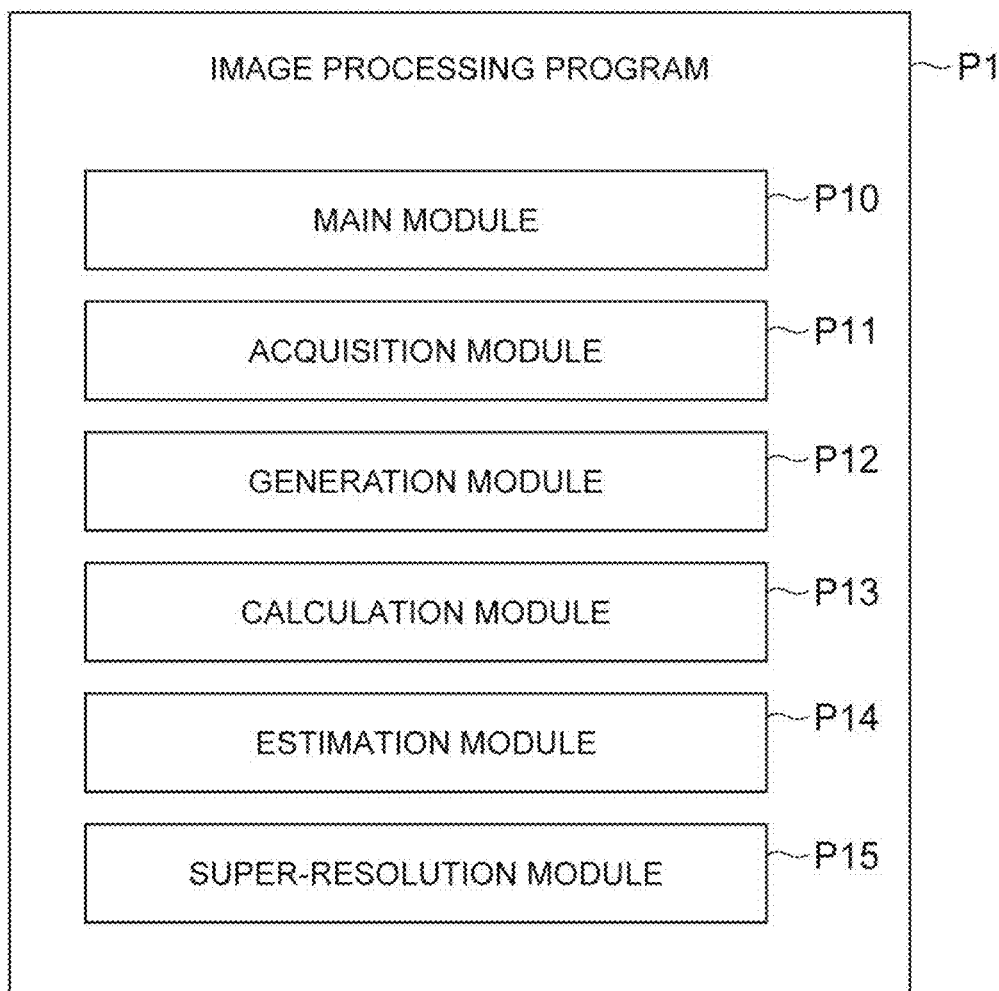 IMAGE PROCESSING PROGRAM
P1
MAIN MODULE
P10
ACQUISITION MODULE
P11
GENERATION MODULE
P12
CALCULATION MODULE
P13
ESTIMATION MODULE
P14
SUPER-RESOLUTION MODULE
P15